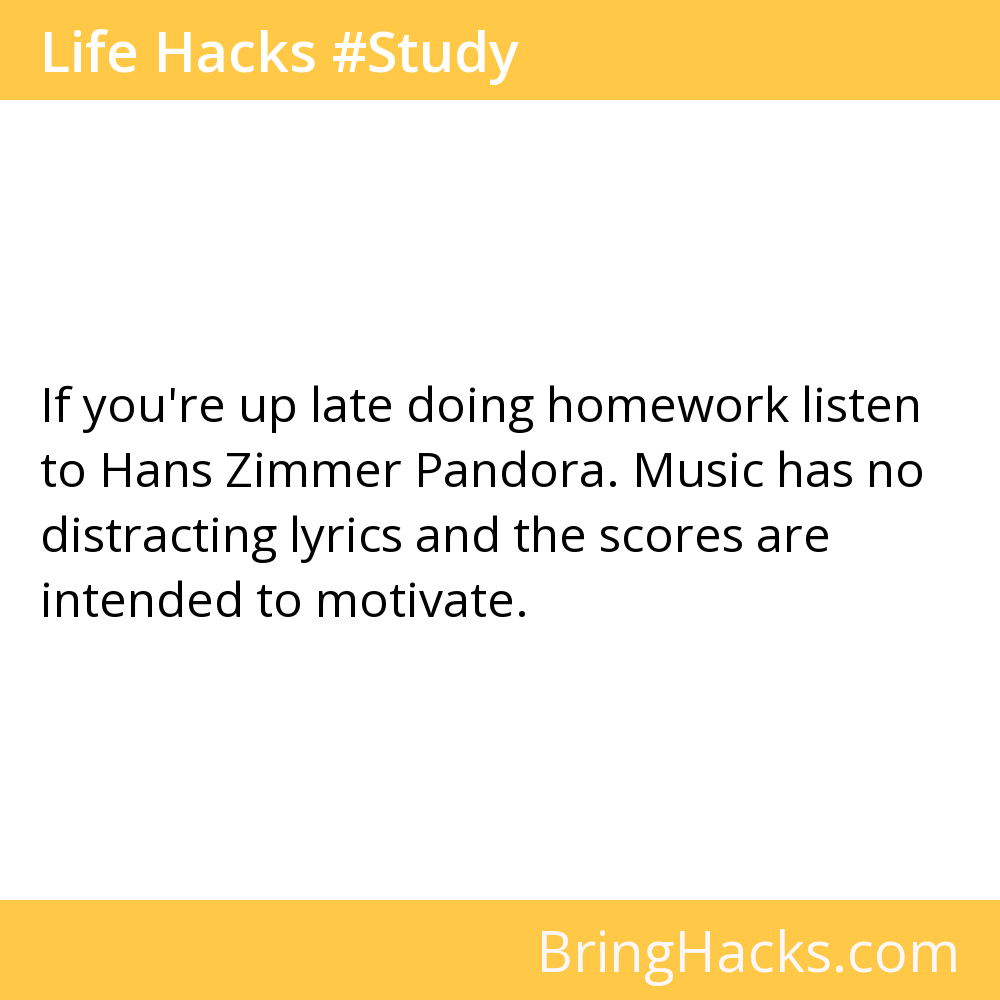 Life Hacks #Study
If you're up late doing homework listen
to Hans Zimmer Pandora. Music has no
distracting lyrics and the scores are
intended to motivate.
BringHacks.com